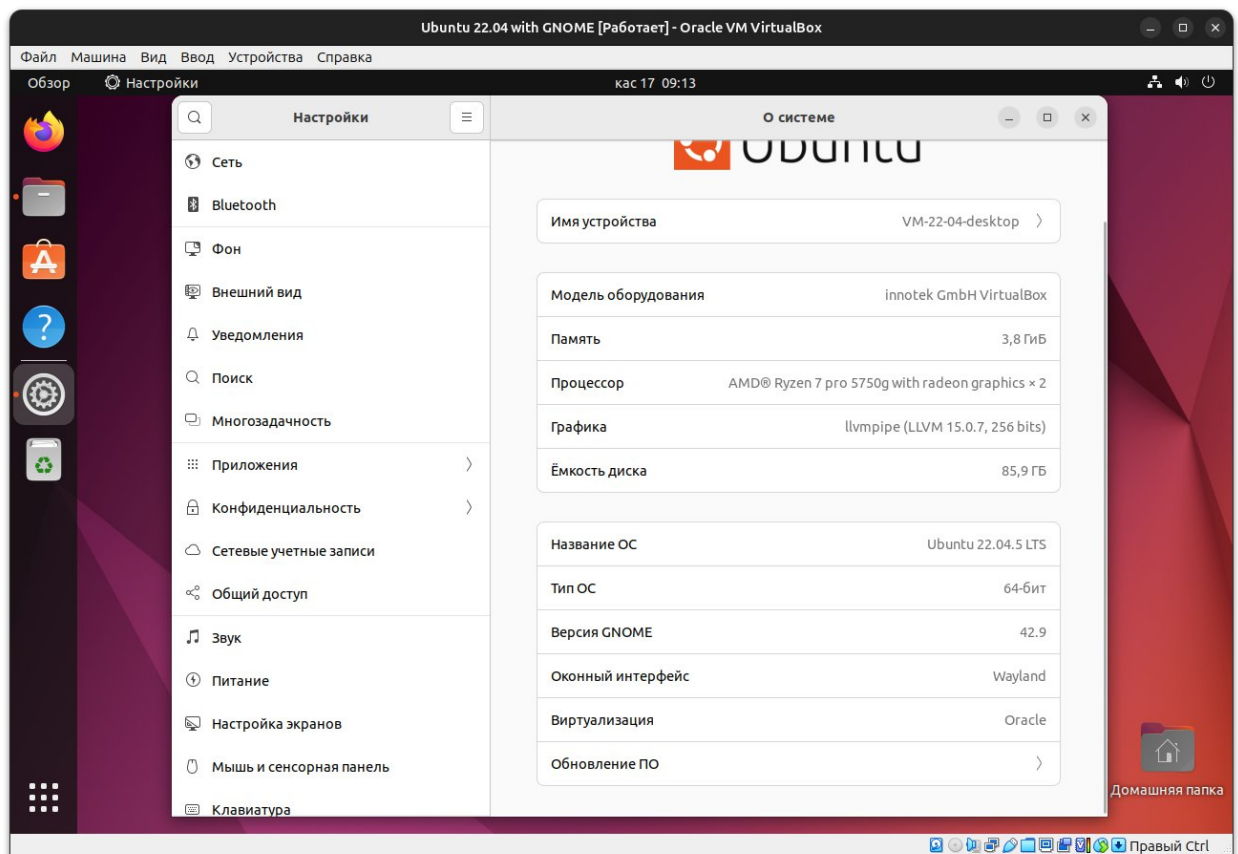 Ubuntu 22.04 with GNOME [Работает] - Oracle VM VirtualBox
Файл Машина Вид Ввод Устройства Справка
Обзор Настройки кас 17 09:13
Настройки
О системе
Сеть
Bluetooth
Фон
Внешний вид
Уведомления
Поиск
Многозадачность
Приложения
Конфиденциальность
Сетевые учетные записи
Общий доступ
Звук
Питание
Настройка экранов
Мышь и сенсорная панель
Клавиатура
Ubuntu
Имя устройства VM-22-04-desktop
Модель оборудования innotek GmbH VirtualBox
Память 3,8 ГиБ
Процессор AMD® Ryzen 7 pro 5750g with radeon graphics × 2
Графика llvmpipe (LLVM 15.0.7, 256 bits)
Ёмкость диска 85,9 ГБ
Название ОС Ubuntu 22.04.5 LTS
Тип ОС 64-бит
Версия GNOME 42.9
Оконный интерфейс Wayland
Виртуализация Oracle
Обновление ПО
Домашняя папка
Правый Ctrl